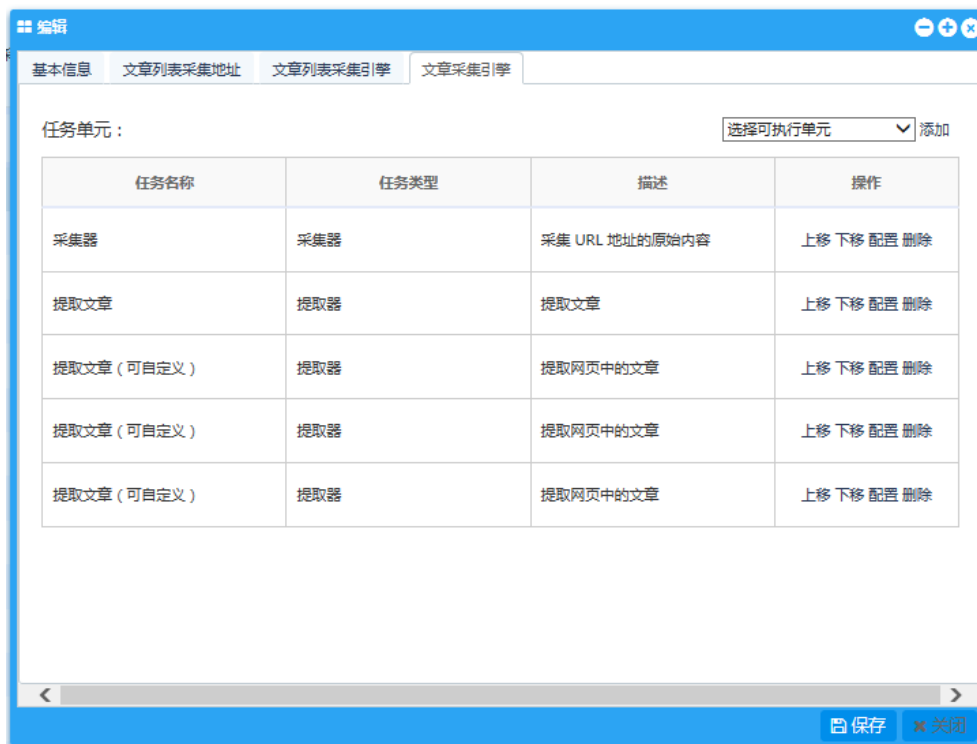 编辑
基本信息 文章列表采集地址 文章列表采集引擎 文章采集引擎
任务单元： 选择可执行单元 添加
任务名称 任务类型 描述 操作
采集器 采集器 采集 URL 地址的原始内容 上移 下移 配置 删除
提取文章 提取器 提取文章 上移 下移 配置 删除
提取文章（可自定义） 提取器 提取网页中的文章 上移 下移 配置 删除
提取文章（可自定义） 提取器 提取网页中的文章 上移 下移 配置 删除
提取文章（可自定义） 提取器 提取网页中的文章 上移 下移 配置 删除
保存 关闭